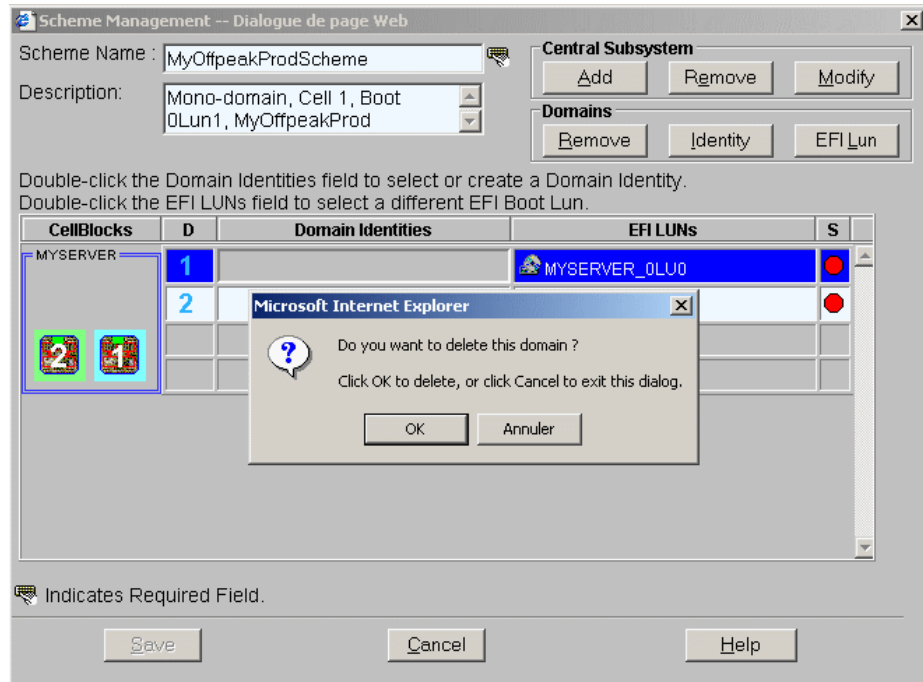 Scheme Management -- Dialogue de page Web
Scheme Name :
MyOffpeakProdScheme
Description:
Mono-domain, Cell 1, Boot
0Lun1, MyOffpeakProd
Central Subsystem
Add
Remove
Modify
Domains
Remove
Identity
EFI Lun
Double-click the Domain Identities field to select or create a Domain Identity.
Double-click the EFI LUNs field to select a different EFI Boot Lun.
CellBlocks D Domain Identities EFI LUNs S
MYSERVER
1
MYSERVER_0LU0
2
2 1
Microsoft Internet Explorer
Do you want to delete this domain ?
Click OK to delete, or click Cancel to exit this dialog.
OK
Annuler
Indicates Required Field.
Save
Cancel
Help